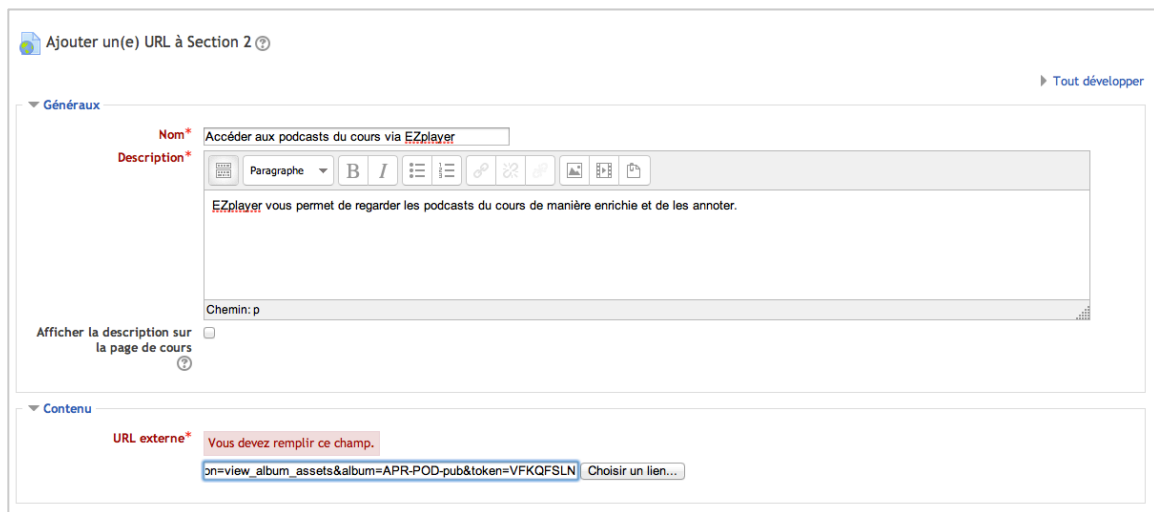 Ajouter un(e) URL à Section 2
Tout développer
Généraux
Nom*
Accéder aux podcasts du cours via EZplayer
Description*
Paragraphe
B I
EZplayer vous permet de regarder les podcasts du cours de manière enrichie et de les annoter.
Chemin: p
Afficher la description sur
la page de cours
Contenu
URL externe*
Vous devez remplir ce champ.
on=view_album_assets&album=APR-POD-pub&token=VFKQFSLN
Choisir un lien...